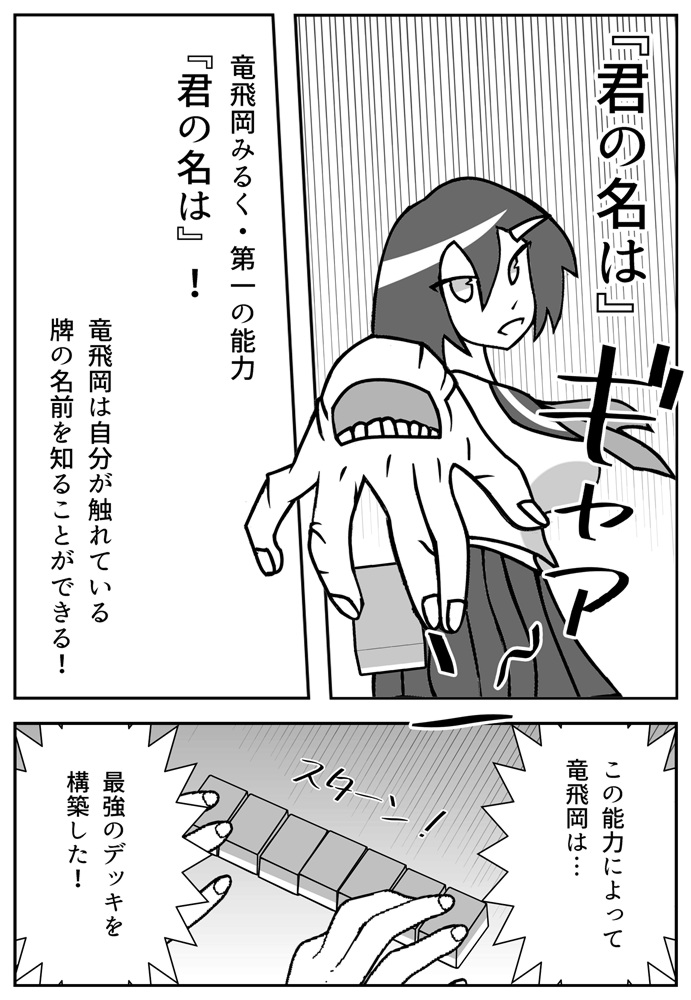 『君の名は』
ギャアーッ
竜飛岡みるく・第一の能力
『君の名は』！
竜飛岡は自分が触れている
牌の名前を知ることができる！
この能力によって
竜飛岡は…
スターン！
最強のデッキを
構築した！